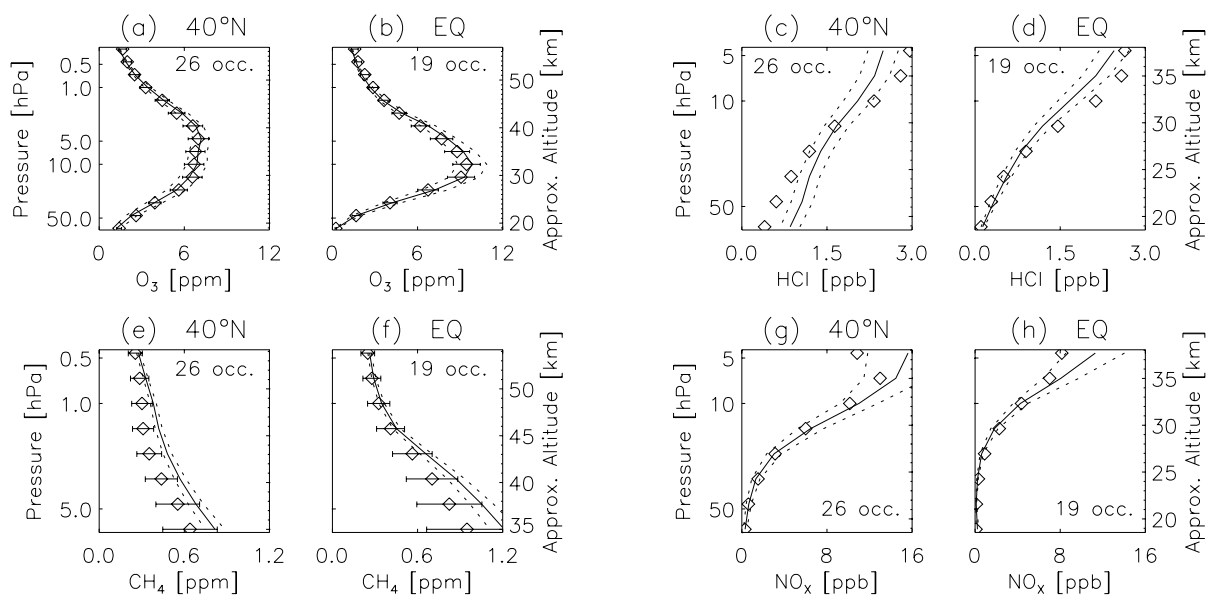 (a) 40°N
26 occ.
0.5
1.0
5.0
10.0
50.0
Pressure [hPa]
0 6 12
O3 [ppm]
(b) EQ
19 occ.
50
40
30
20
Approx. Altitude [km]
0 6 12
O3 [ppm]
(c) 40°N
26 occ.
5
10
50
Pressure [hPa]
0.0 1.5 3.0
HCl [ppb]
(d) EQ
19 occ.
35
30
25
20
Approx. Altitude [km]
0.0 1.5 3.0
HCl [ppb]
(e) 40°N
26 occ.
0.5
1.0
5.0
Pressure [hPa]
0.0 0.6 1.2
CH4 [ppm]
(f) EQ
19 occ.
50
45
40
35
Approx. Altitude [km]
0.0 0.6 1.2
CH4 [ppm]
(g) 40°N
26 occ.
5
10
50
Pressure [hPa]
0 8 16
NOX [ppb]
(h) EQ
19 occ.
35
30
25
20
Approx. Altitude [km]
0 8 16
NOX [ppb]